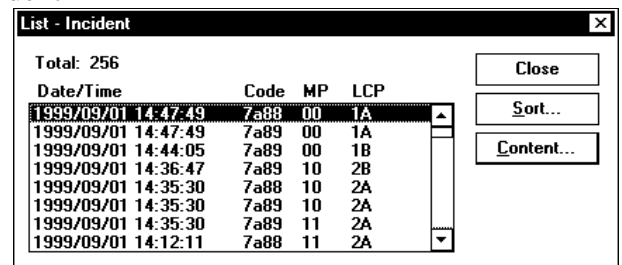 List - Incident
Total: 256
Close
Date/Time Code MP LCP
1999/09/01 14:47:49 7a88 00 1A
Sort...
1999/09/01 14:47:49 7a89 00 1A
1999/09/01 14:44:05 7a89 00 1B
Content...
1999/09/01 14:36:47 7a89 10 2B
1999/09/01 14:35:30 7a88 10 2A
1999/09/01 14:35:30 7a89 10 2A
1999/09/01 14:35:30 7a89 11 2A
1999/09/01 14:12:11 7a88 11 2A